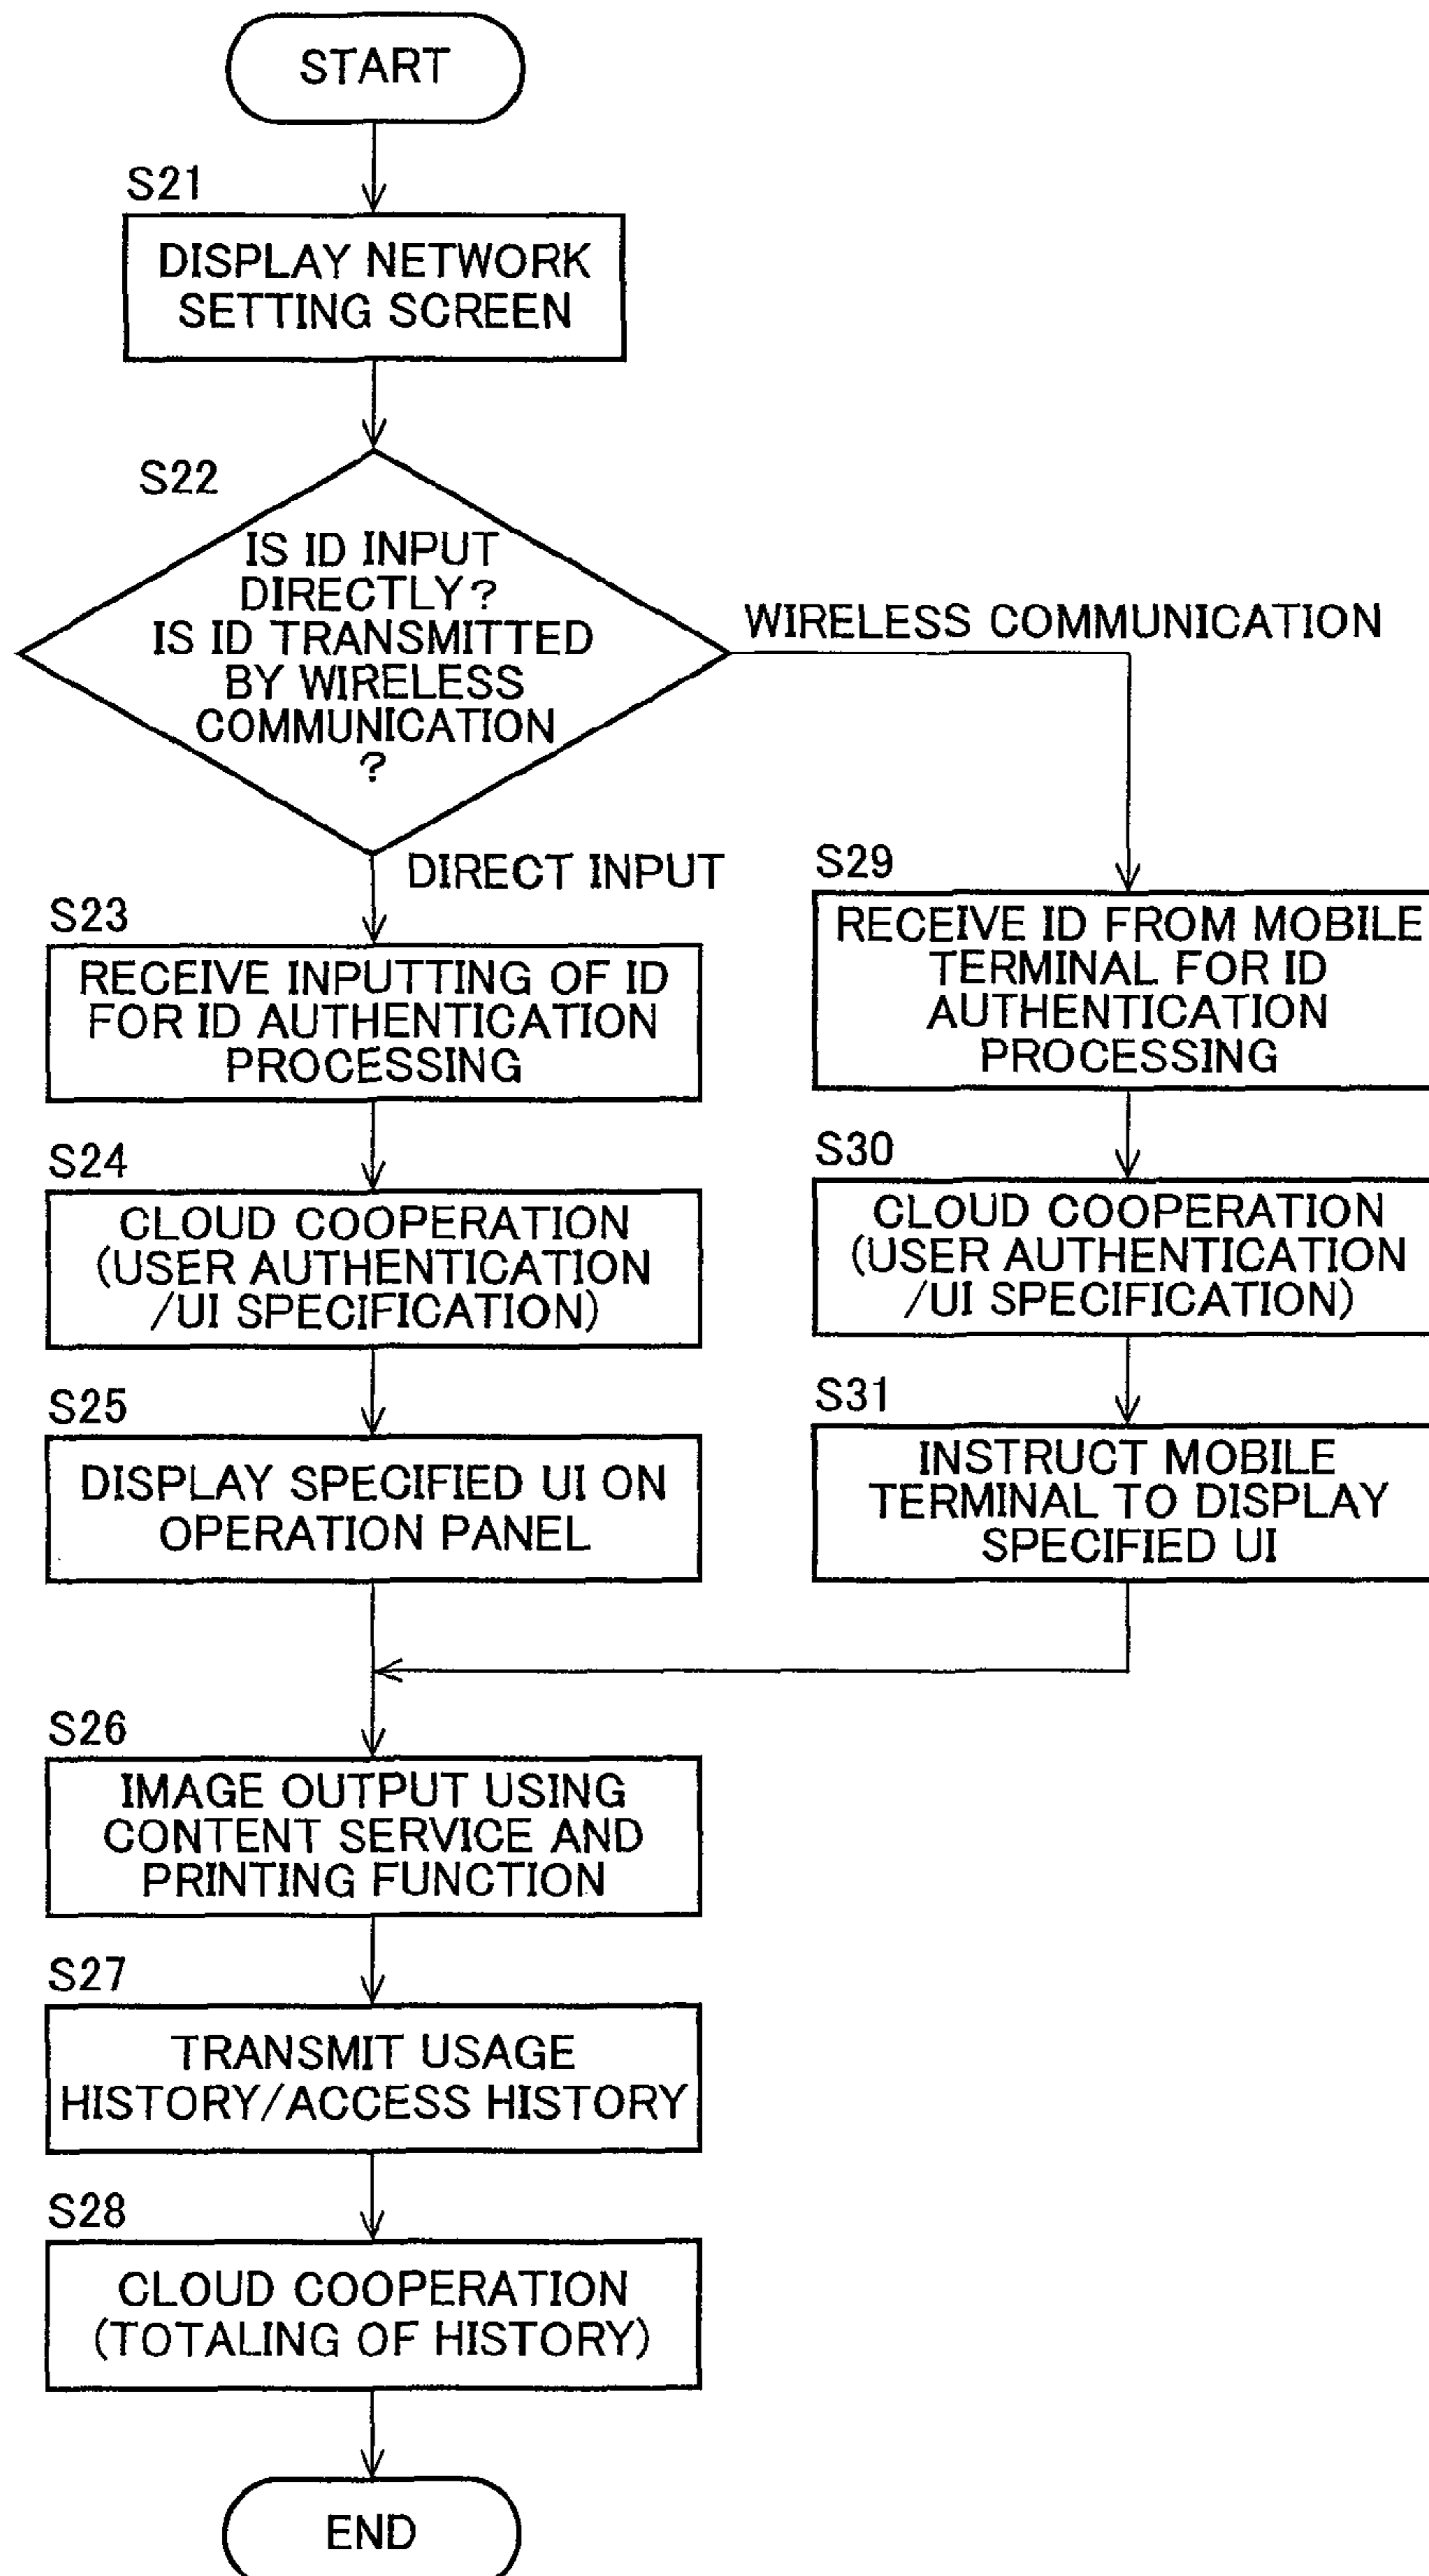 START
S21
DISPLAY NETWORK
SETTING SCREEN
S22
IS ID INPUT
DIRECTLY?
IS ID TRANSMITTED
BY WIRELESS
COMMUNICATION
?
WIRELESS COMMUNICATION
DIRECT INPUT
S23
RECEIVE INPUTTING OF ID
FOR ID AUTHENTICATION
PROCESSING
S24
CLOUD COOPERATION
(USER AUTHENTICATION
/UI SPECIFICATION)
S25
DISPLAY SPECIFIED UI ON
OPERATION PANEL
S29
RECEIVE ID FROM MOBILE
TERMINAL FOR ID
AUTHENTICATION
PROCESSING
S30
CLOUD COOPERATION
(USER AUTHENTICATION
/UI SPECIFICATION)
S31
INSTRUCT MOBILE
TERMINAL TO DISPLAY
SPECIFIED UI
S26
IMAGE OUTPUT USING
CONTENT SERVICE AND
PRINTING FUNCTION
S27
TRANSMIT USAGE
HISTORY/ACCESS HISTORY
S28
CLOUD COOPERATION
(TOTALING OF HISTORY)
END